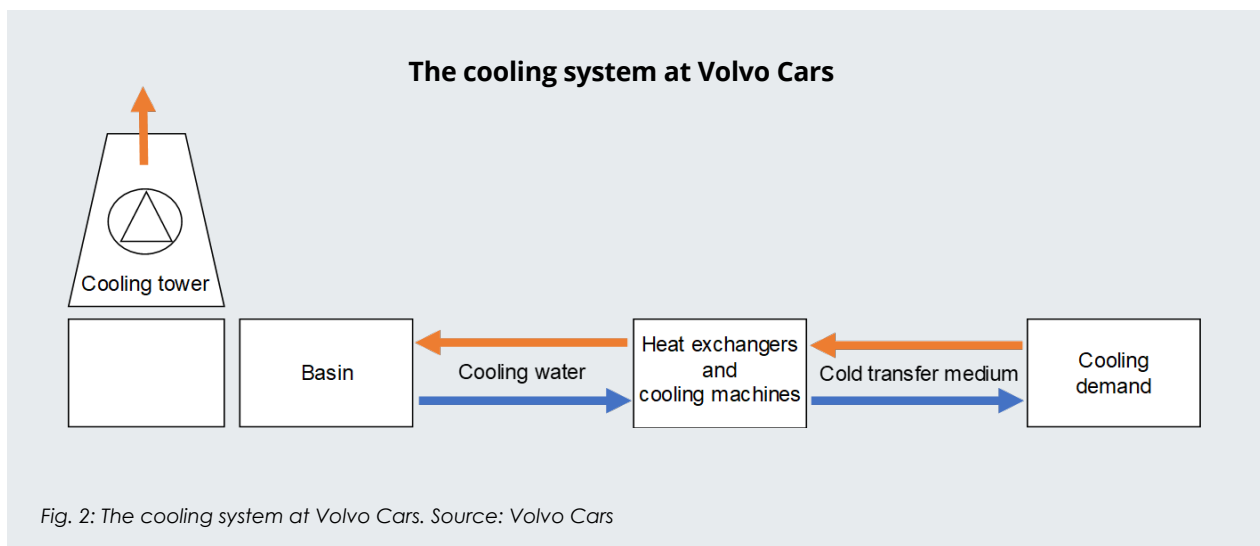 The cooling system at Volvo Cars
Cooling tower
Basin
Cooling water
Heat exchangers
and
cooling machines
Cold transfer medium
Cooling
demand
Fig. 2: The cooling system at Volvo Cars. Source: Volvo Cars